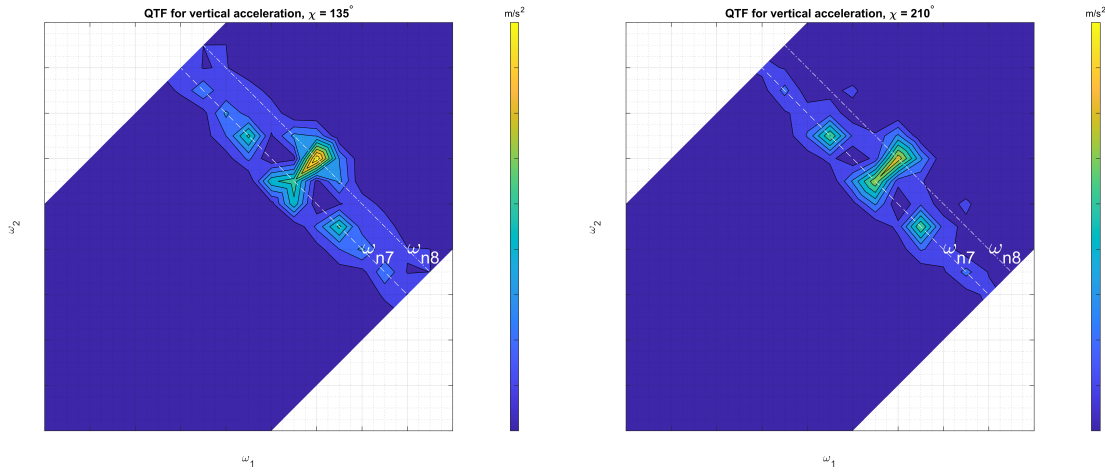 QTF for vertical acceleration, χ = 135°
m/s²
ω₂
ωn7
ωn8
ω₁
QTF for vertical acceleration, χ = 210°
m/s²
ω₂
ωn7
ωn8
ω₁